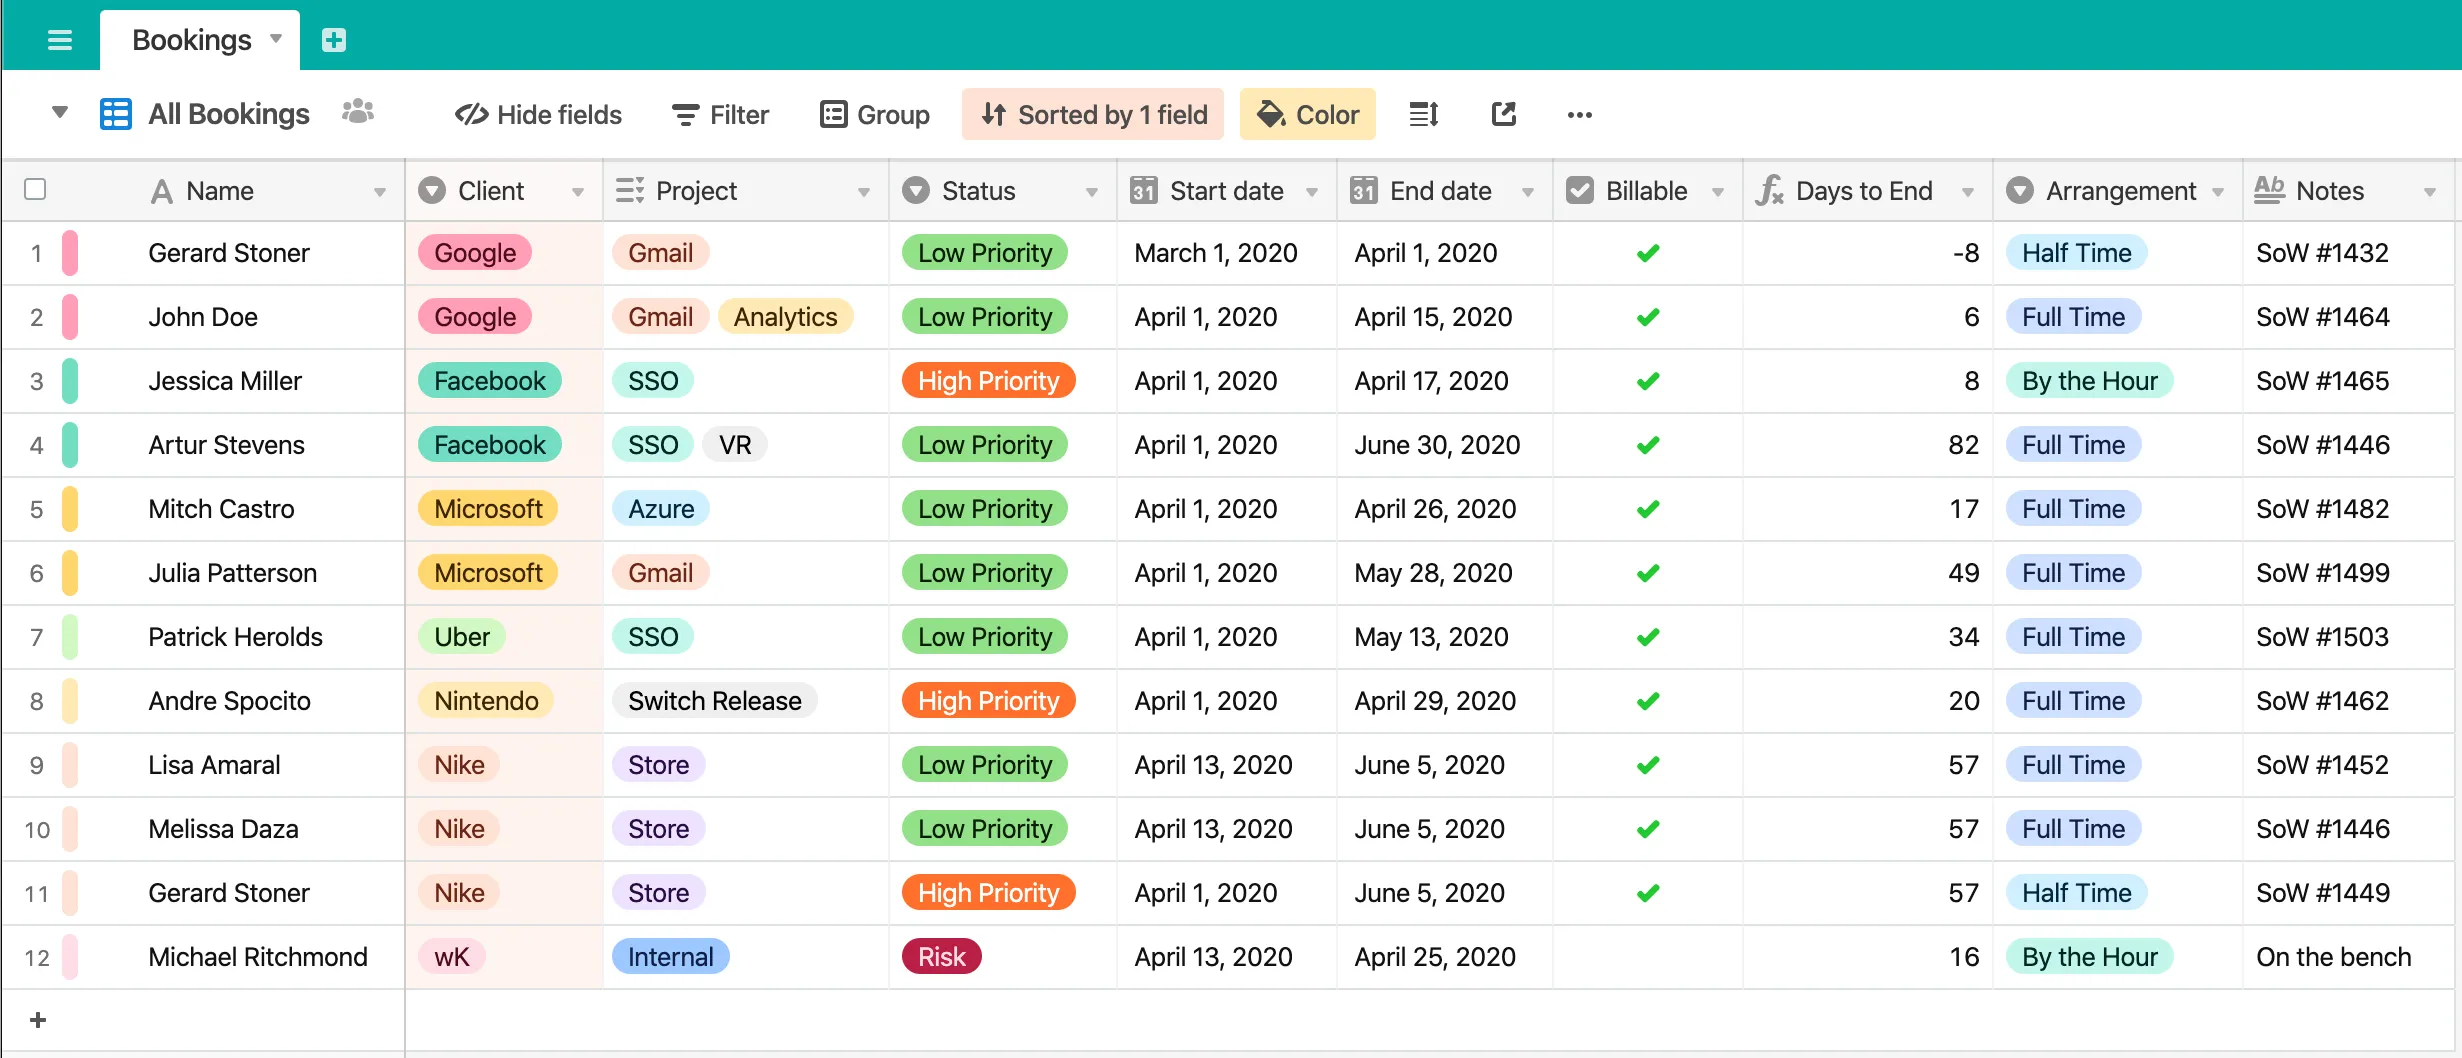 Bookings
All Bookings Hide fields Filter Group Sorted by 1 field Color
Name Client Project Status 31 Start date 31 End date Billable fx Days to End Arrangement Ab Notes
1 Gerard Stoner Google Gmail Low Priority March 1, 2020 April 1, 2020 -8 Half Time SoW #1432
2 John Doe Google Gmail Analytics Low Priority April 1, 2020 April 15, 2020 6 Full Time SoW #1464
3 Jessica Miller Facebook SSO High Priority April 1, 2020 April 17, 2020 8 By the Hour SoW #1465
4 Artur Stevens Facebook SSO VR Low Priority April 1, 2020 June 30, 2020 82 Full Time SoW #1446
5 Mitch Castro Microsoft Azure Low Priority April 1, 2020 April 26, 2020 17 Full Time SoW #1482
6 Julia Patterson Microsoft Gmail Low Priority April 1, 2020 May 28, 2020 49 Full Time SoW #1499
7 Patrick Herolds Uber SSO Low Priority April 1, 2020 May 13, 2020 34 Full Time SoW #1503
8 Andre Spocito Nintendo Switch Release High Priority April 1, 2020 April 29, 2020 20 Full Time SoW #1462
9 Lisa Amaral Nike Store Low Priority April 13, 2020 June 5, 2020 57 Full Time SoW #1452
10 Melissa Daza Nike Store Low Priority April 13, 2020 June 5, 2020 57 Full Time SoW #1446
11 Gerard Stoner Nike Store High Priority April 1, 2020 June 5, 2020 57 Half Time SoW #1449
12 Michael Ritchmond wK Internal Risk April 13, 2020 April 25, 2020 16 By the Hour On the bench